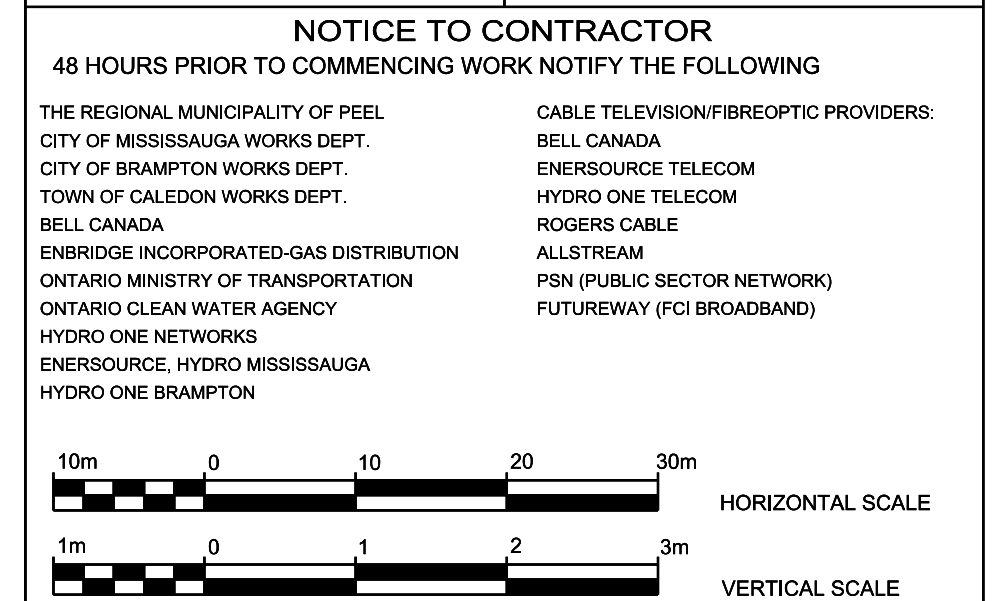 NOTICE TO CONTRACTOR
48 HOURS PRIOR TO COMMENCING WORK NOTIFY THE FOLLOWING
THE REGIONAL MUNICIPALITY OF PEEL
CITY OF MISSISSAUGA WORKS DEPT.
CITY OF BRAMPTON WORKS DEPT.
TOWN OF CALEDON WORKS DEPT.
BELL CANADA
ENBRIDGE INCORPORATED-GAS DISTRIBUTION
ONTARIO MINISTRY OF TRANSPORTATION
ONTARIO CLEAN WATER AGENCY
HYDRO ONE NETWORKS
ENERSOURCE, HYDRO MISSISSAUGA
HYDRO ONE BRAMPTON
CABLE TELEVISION/FIBREOPTIC PROVIDERS:
BELL CANADA
ENERSOURCE TELECOM
HYDRO ONE TELECOM
ROGERS CABLE
ALLSTREAM
PSN (PUBLIC SECTOR NETWORK)
FUTUREWAY (FCI BROADBAND)
10m 0 10 20 30m
HORIZONTAL SCALE
1m 0 1 2 3m
VERTICAL SCALE